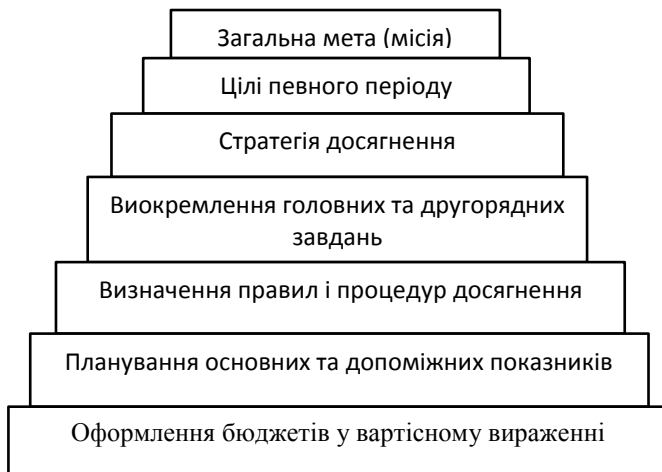 Загальна мета (місія)
Цілі певного періоду
Стратегія досягнення
Виокремлення головних та другорядних
завдань
Визначення правил і процедур досягнення
Планування основних та допоміжних показників
Оформлення бюджетів у вартісному вираженні